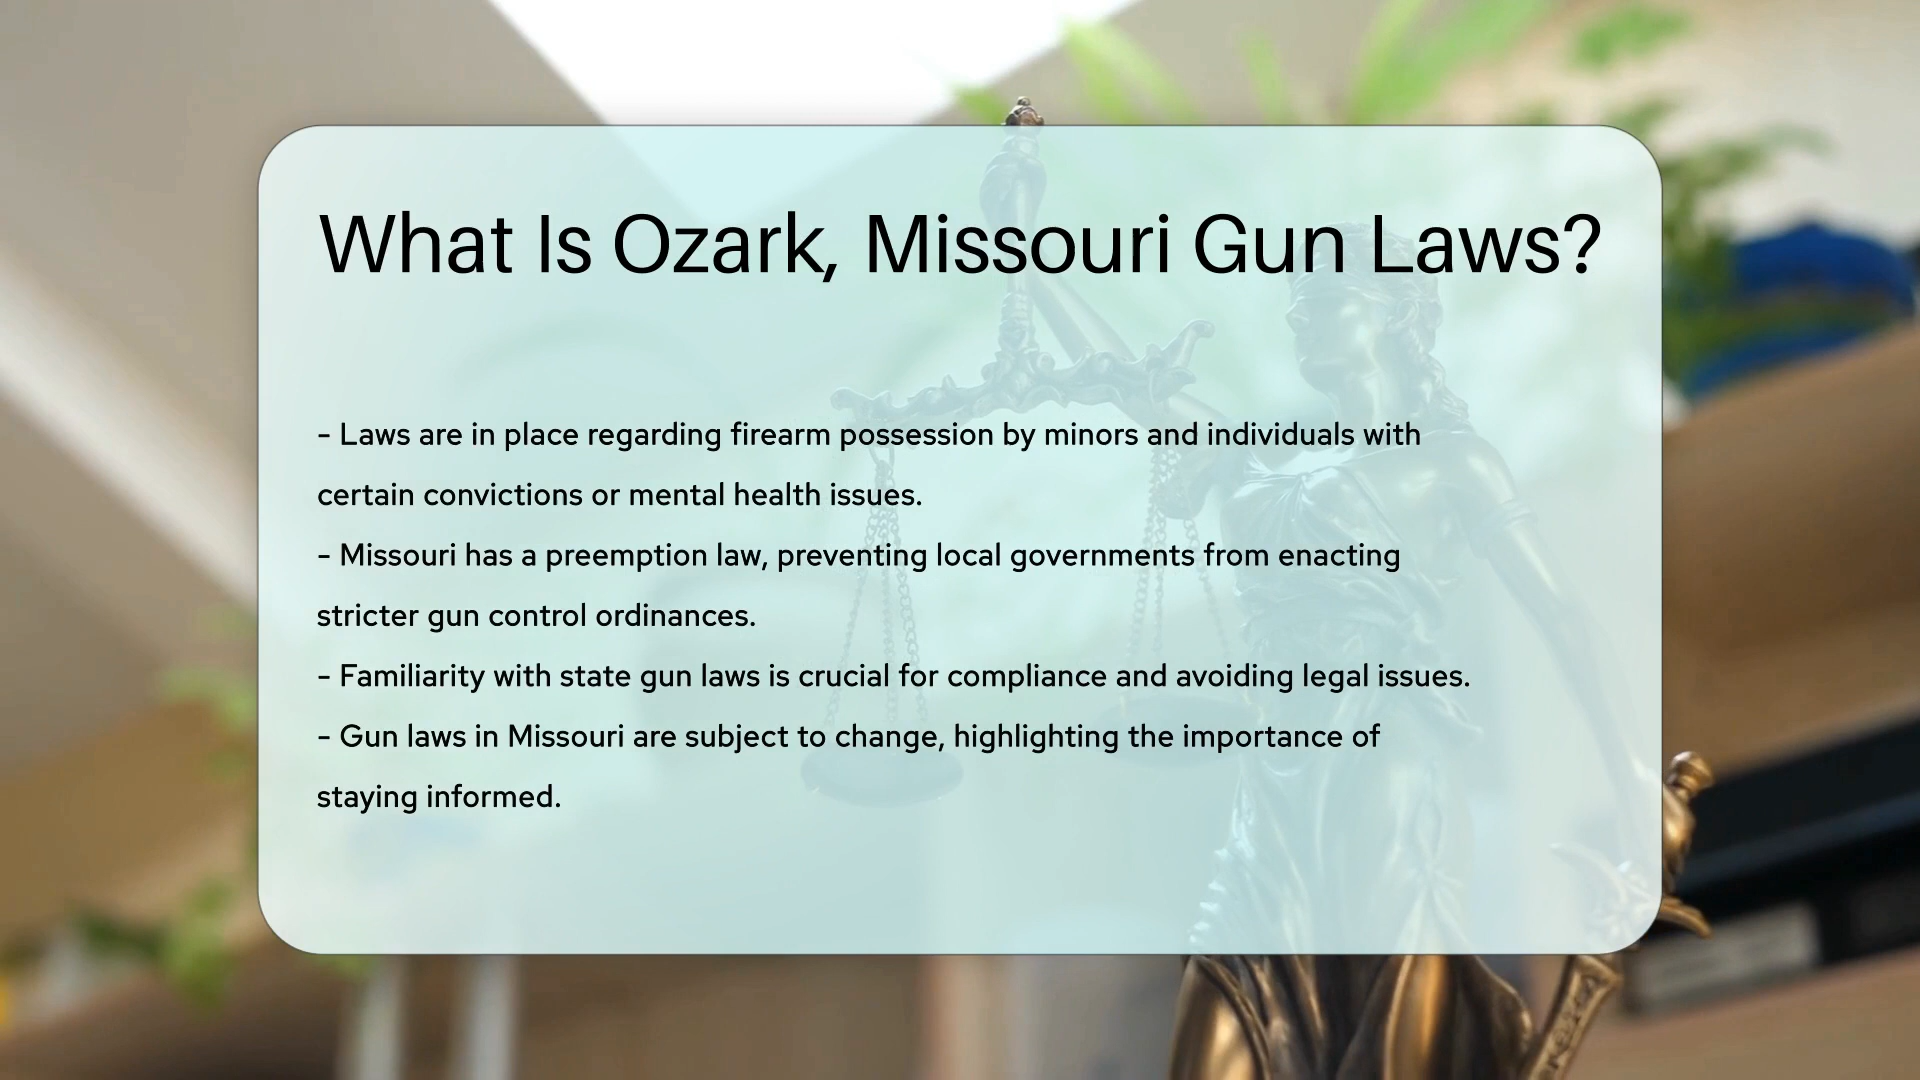 What Is Ozark, Missouri Gun Laws?
- Laws are in place regarding firearm possession by minors and individuals with
certain convictions or mental health issues.
- Missouri has a preemption law, preventing local governments from enacting
stricter gun control ordinances.
- Familiarity with state gun laws is crucial for compliance and avoiding legal issues.
- Gun laws in Missouri are subject to change, highlighting the importance of
staying informed.